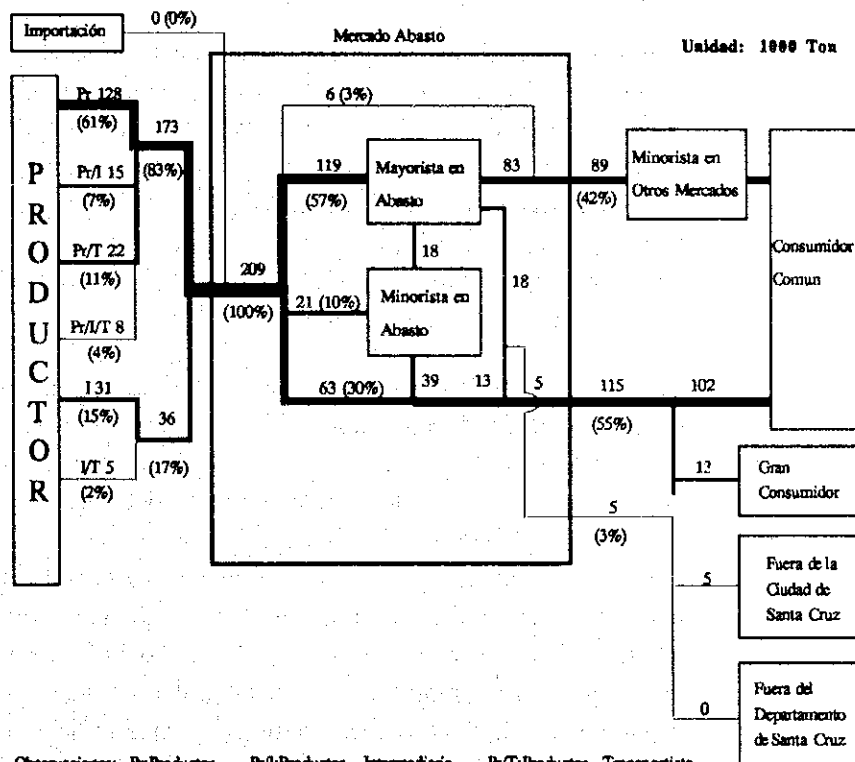 Importación
0 (0%)
Mercado Abasto
Unidad: 1000 Ton
PRODUCTOR
Pr 128
(61%)
Pr/I 15
(7%)
Pr/T 22
(11%)
Pr/I/T 8
(4%)
I 31
(15%)
I/T 5
(2%)
173
(83%)
36
(17%)
209
(100%)
6 (3%)
119
(57%)
Mayorista en
Abasto
83
89
(42%)
Minorista en
Otros Mercados
Consumidor
Comun
18
18
21 (10%)
Minorista en
Abasto
63 (30%)
39
13
5
115
(55%)
102
13
Gran
Consumidor
5
(3%)
5
Fuera de la
Ciudad de
Santa Cruz
0
Fuera del
Departamento
de Santa Cruz